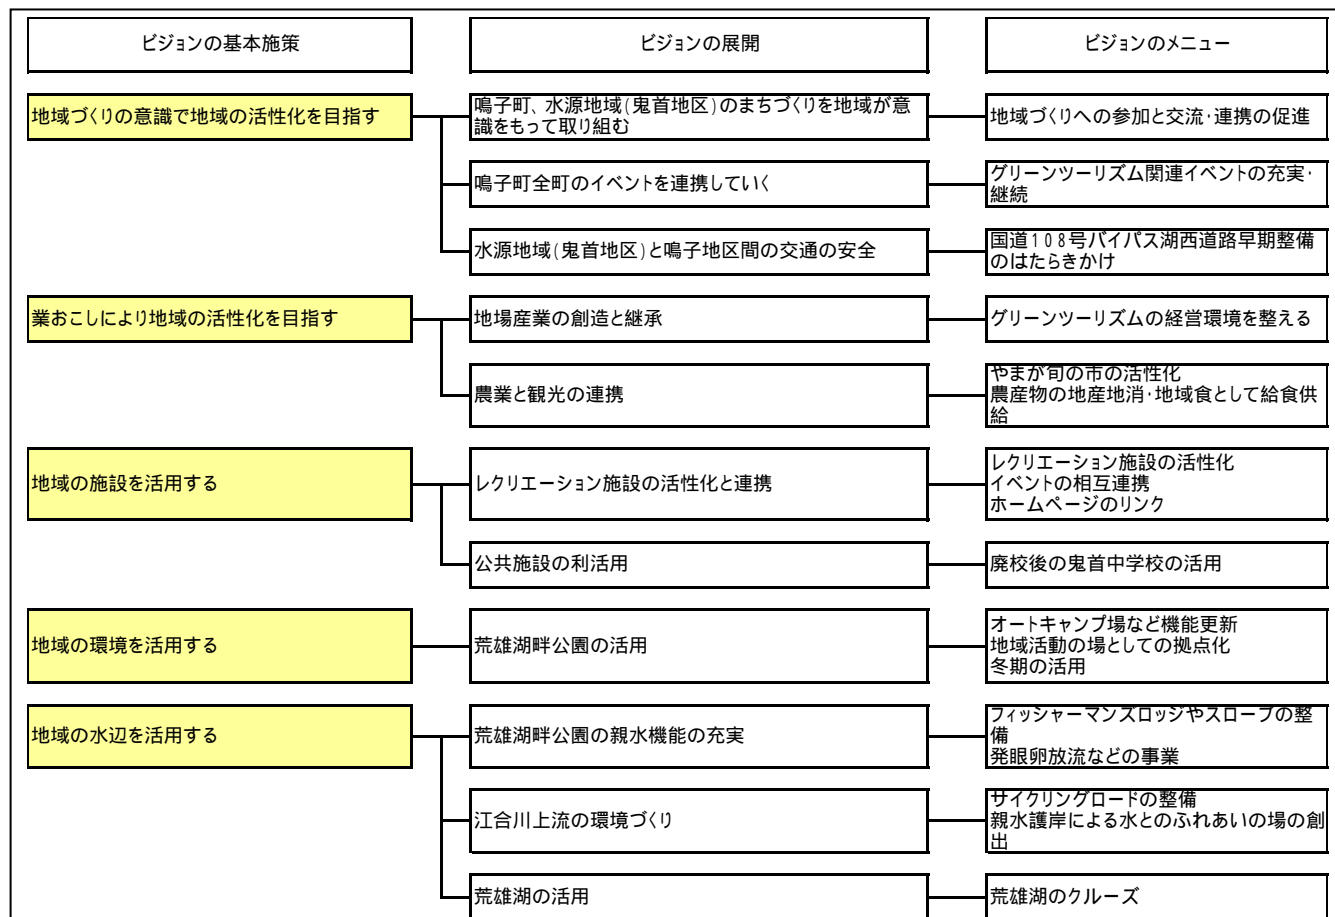 ビジョンの基本施策
ビジョンの展開
ビジョンのメニュー
地域づくりの意識で地域の活性化を目指す
鳴子町、水源地域(鬼首地区)のまちづくりを地域が意
識をもって取り組む
地域づくりへの参加と交流・連携の促進
鳴子町全町のイベントを連携していく
グリーンツーリズム関連イベントの充実・
継続
水源地域(鬼首地区)と鳴子地区間の交通の安全
国道108号バイパス湖西道路早期整備
のはたらきかけ
業おこしにより地域の活性化を目指す
地場産業の創造と継承
グリーンツーリズムの経営環境を整える
農業と観光の連携
やまが旬の市の活性化
農産物の地産地消・地域食として給食供
給
地域の施設を活用する
レクリエーション施設の活性化と連携
レクリエーション施設の活性化
イベントの相互連携
ホームページのリンク
公共施設の利活用
廃校後の鬼首中学校の活用
地域の環境を活用する
荒雄湖畔公園の活用
オートキャンプ場など機能更新
地域活動の場としての拠点化
冬期の活用
地域の水辺を活用する
荒雄湖畔公園の親水機能の充実
フィッシャーマンズロッジやスロープの整
備
発眼卵放流などの事業
江合川上流の環境づくり
サイクリングロードの整備
親水護岸による水とのふれあいの場の創
出
荒雄湖の活用
荒雄湖のクルーズ